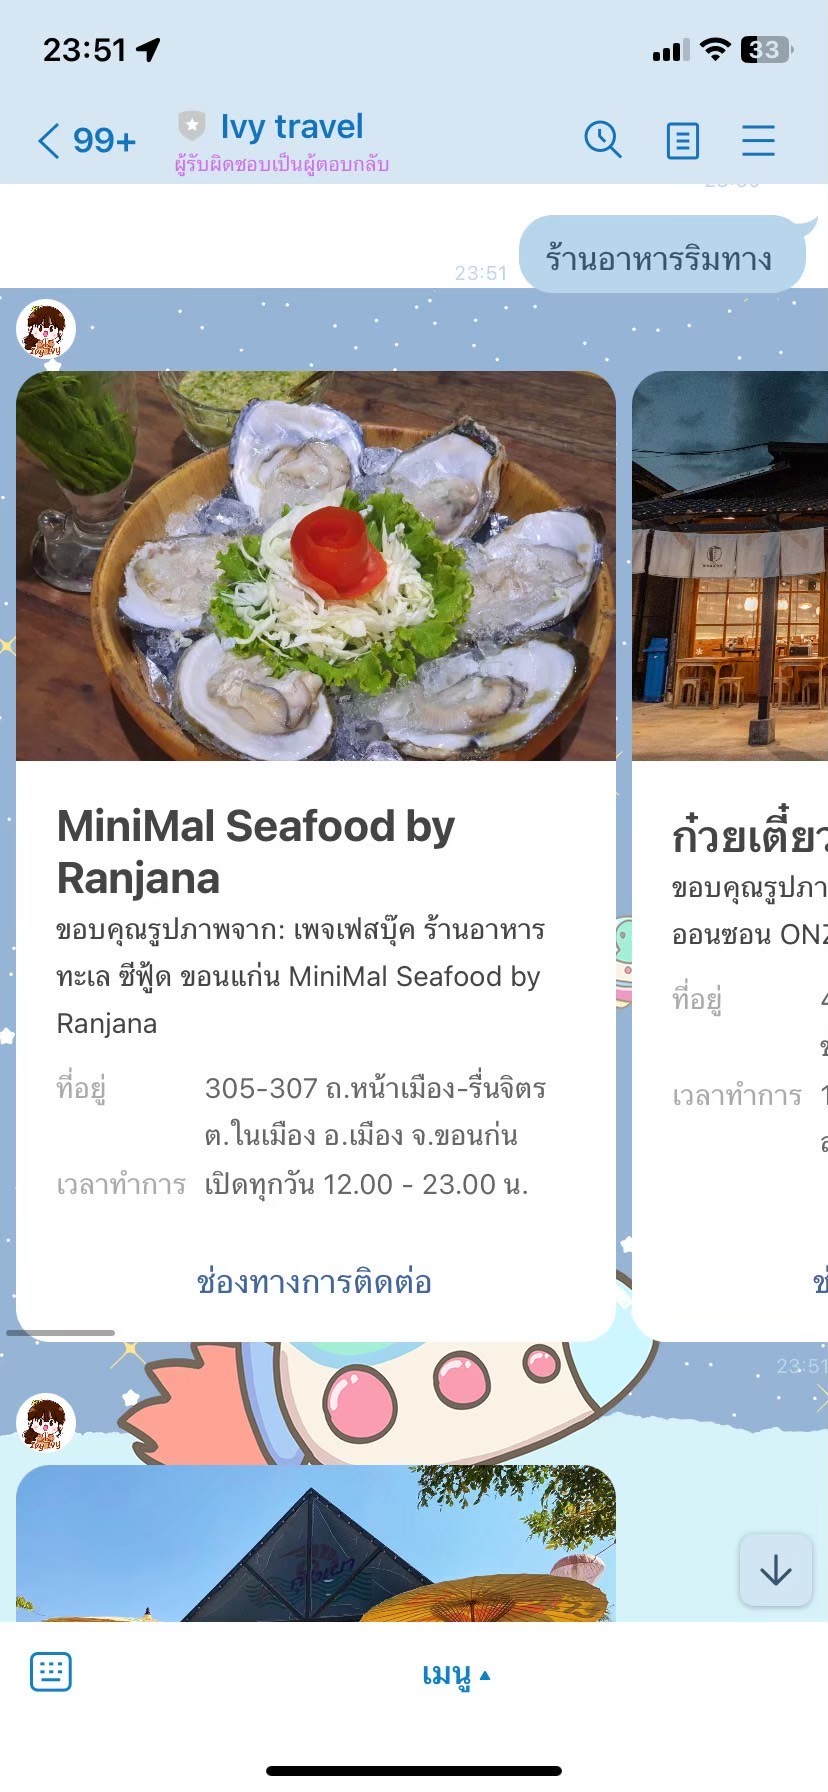 23:51
33
99+
Ivy travel
ผู้รับผิดชอบเป็นผู้ตอบกลับ
23:51
ร้านอาหารริมทาง
MiniMal Seafood by
Ranjana
ขอบคุณรูปภาพจาก: เพจเฟสบุ๊ค ร้านอาหาร
ทะเล ซีฟู้ด ขอนแก่น MiniMal Seafood by
Ranjana
ที่อยู่ 305-307 ถ.หน้าเมือง-รื่นจิตร
ต.ในเมือง อ.เมือง จ.ขอนก่น
เวลาทำการ เปิดทุกวัน 12.00 - 23.00 น.
ช่องทางการติดต่อ
ก๋วยเตี๋ยว
ขอบคุณรูปภา
ออนซอน ONZ
ที่อยู่
เวลาทำการ 1
23:51
Ivy Ivy
เมนู